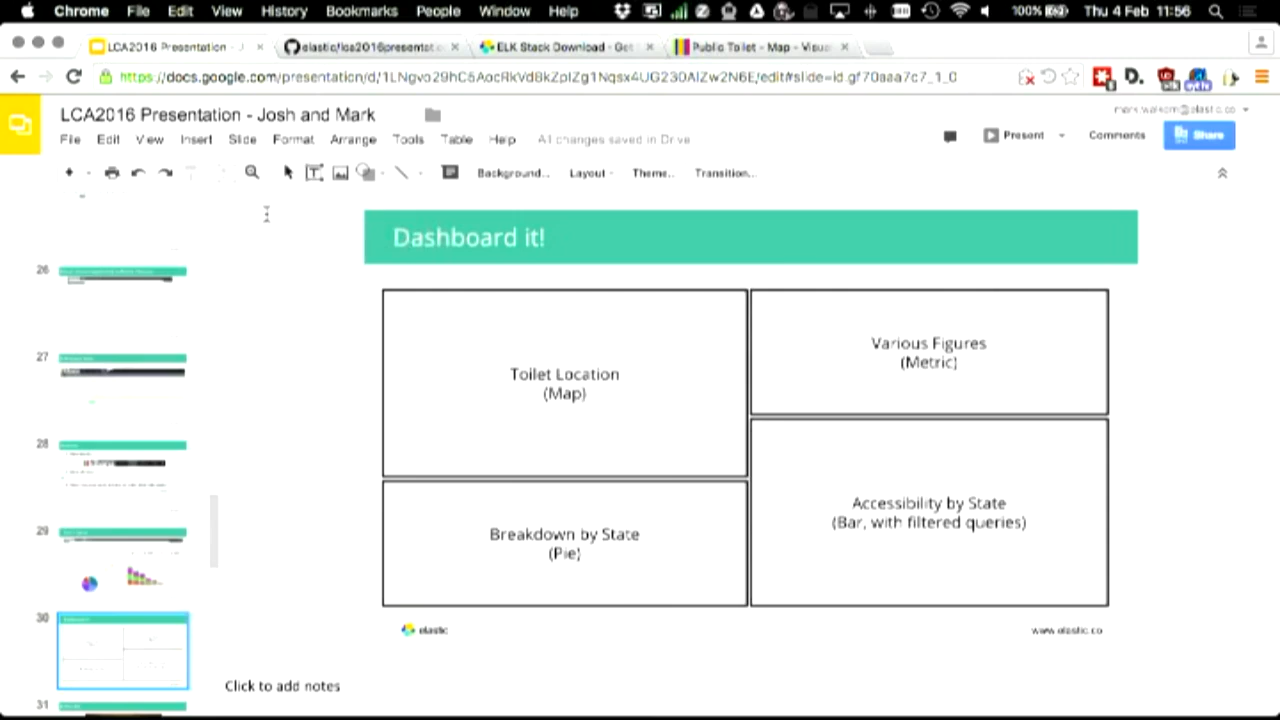 Chrome File Edit View History Bookmarks People Window Help 100% Thu 4 Feb 11:56
LCA2016 Presentation - J
elastic/lca2016presentat
ELK Stack Download - Get
Public Toilet - Map - Visua
LCA2016 Presentation - Josh and Mark
File Edit View Insert Slide Format Arrange Tools Table Help All changes saved in Drive
Present Comments Share
Background... Layout Theme... Transition...
Dashboard it!
Toilet Location
(Map)
Various Figures
(Metric)
Breakdown by State
(Pie)
Accessibility by State
(Bar, with filtered queries)
elastic
www.elastic.co
26
27
28
29
30
31
Click to add notes